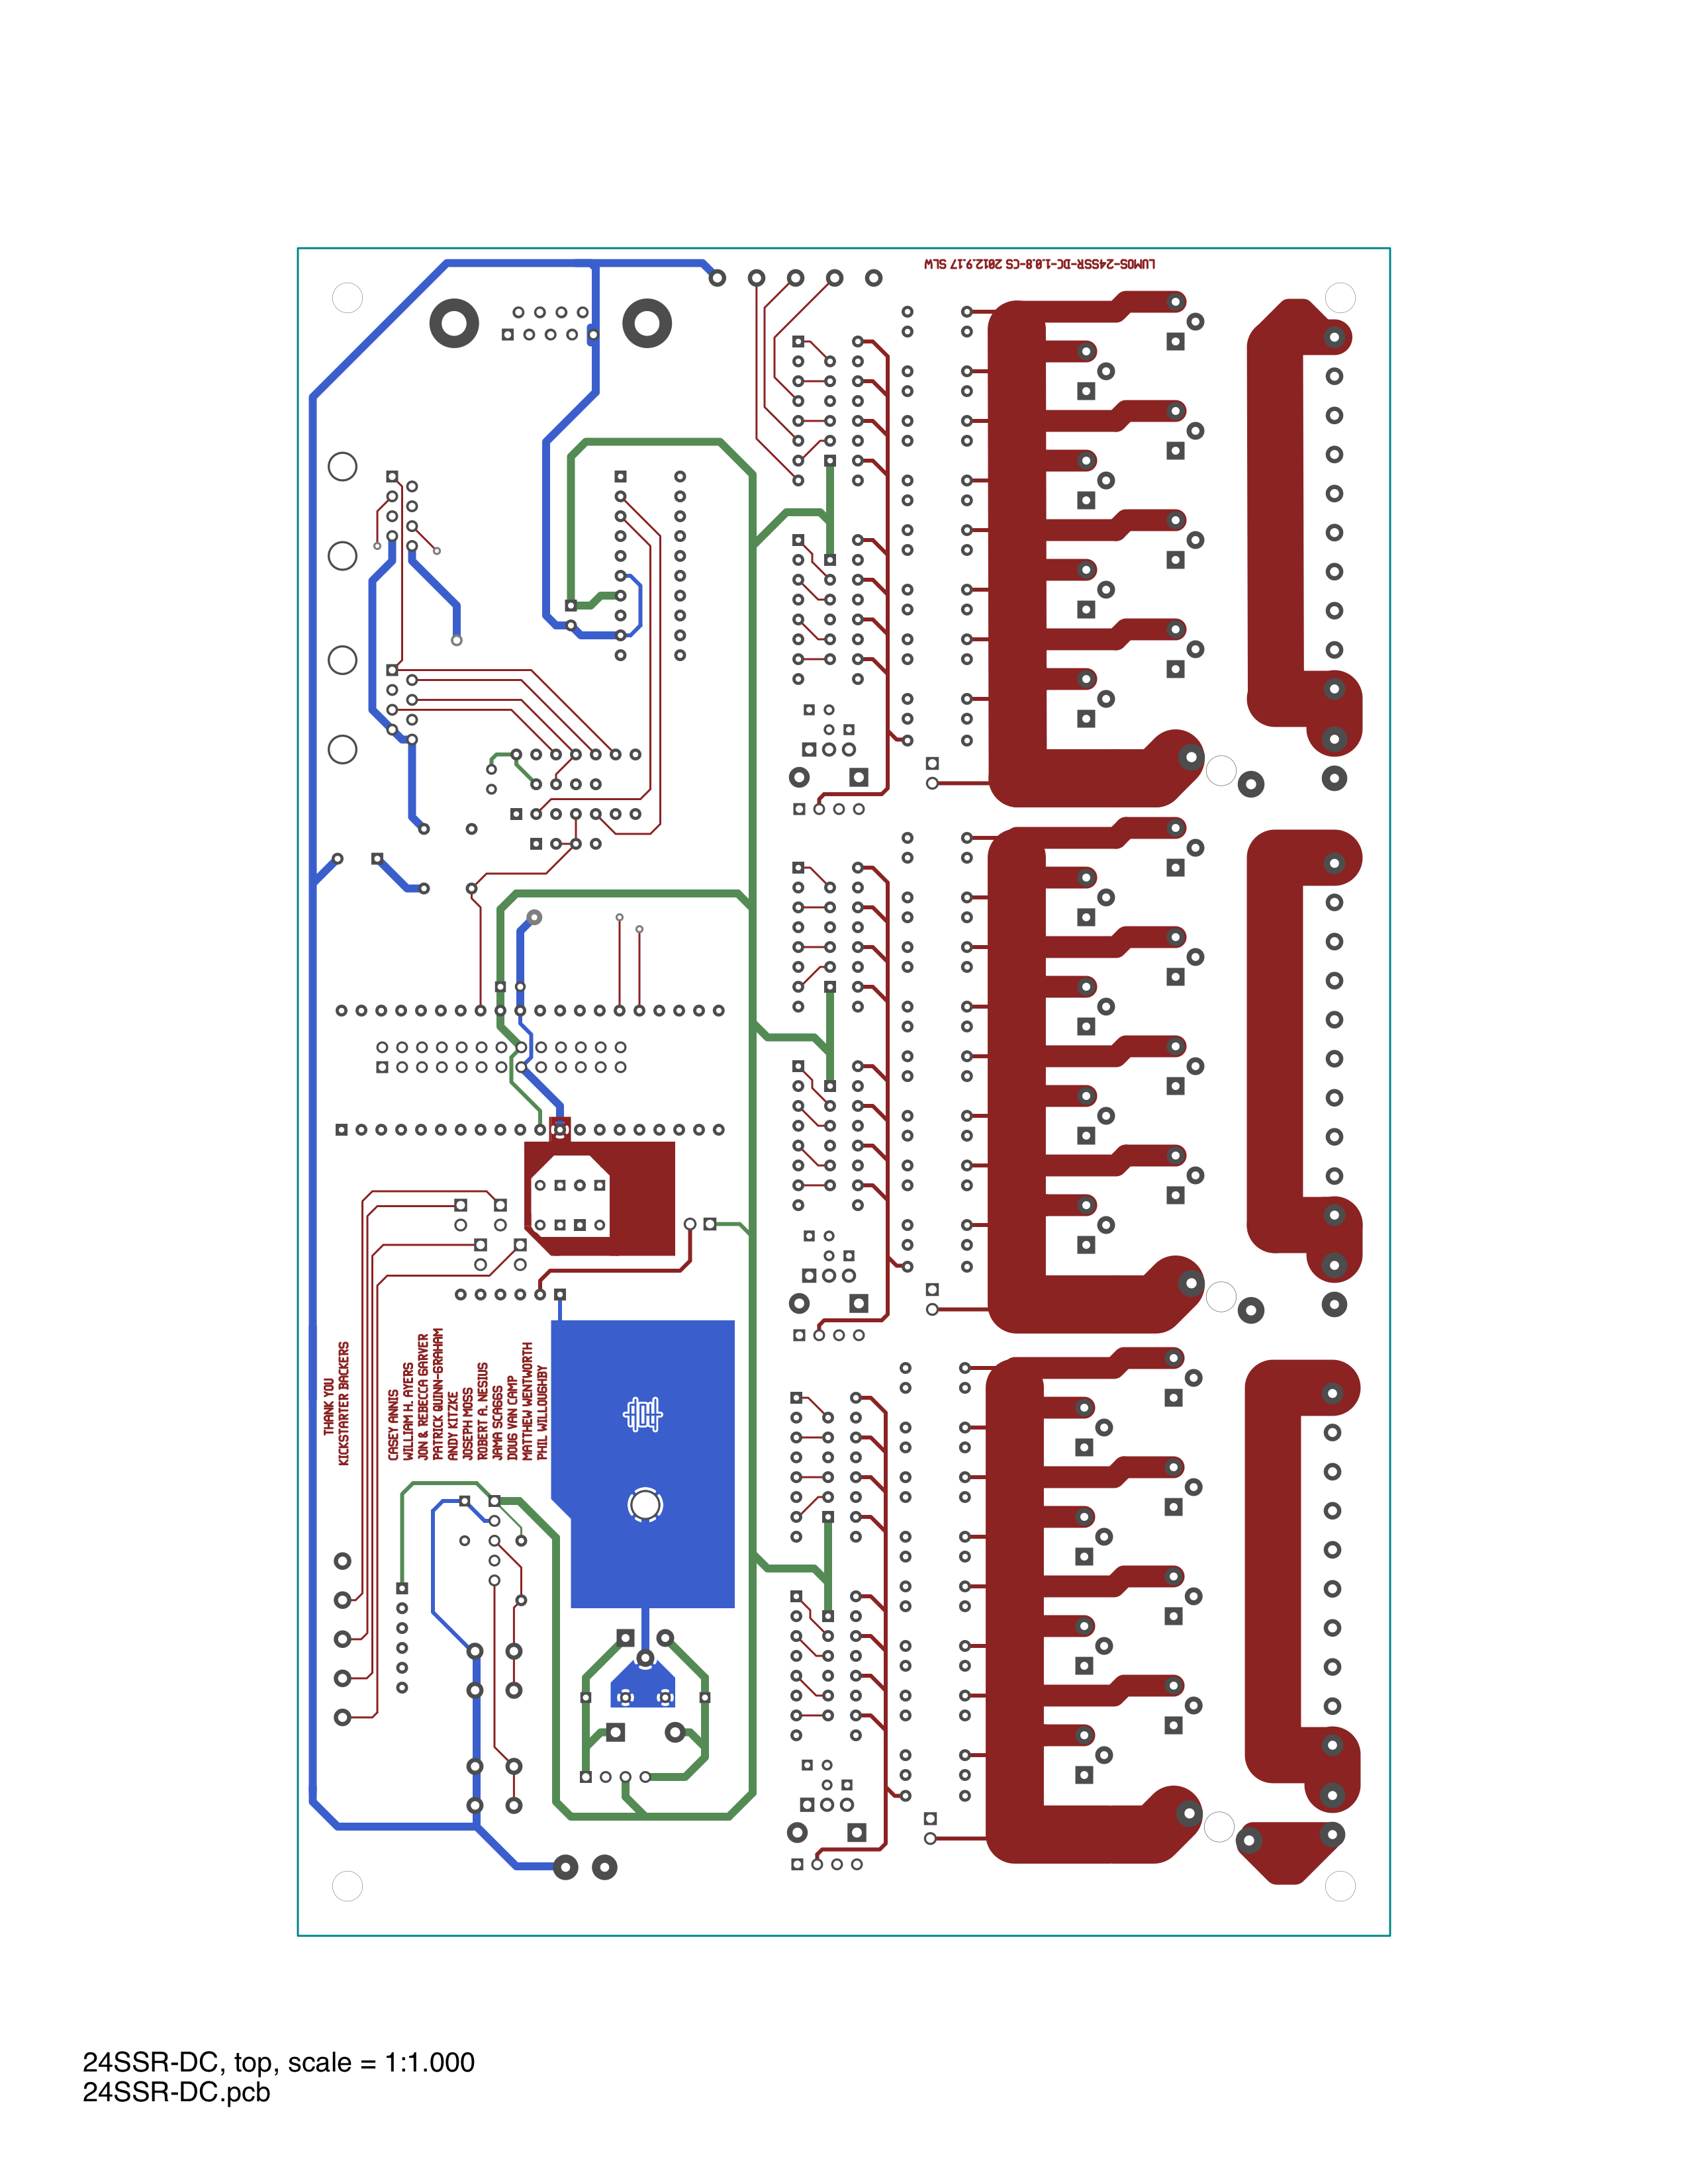 LUMOS-24SSR-DC-1.0.8-CS 2012.9.17 SLW
THANK YOU
KICKSTARTER BACKERS
CASEY ANNIS
WILLIAM H. AYERS
JON & REBECCA GARVER
PATRICK QUINN-GRAHAM
ANDY KITZKE
JOSEPH MOSS
ROBERT A. NESIUS
JAMA SCAGGS
DOUG VAN CAMP
MATTHEW WENTWORTH
PHIL WILLOUGHBY
24SSR-DC, top, scale = 1:1.000
24SSR-DC.pcb